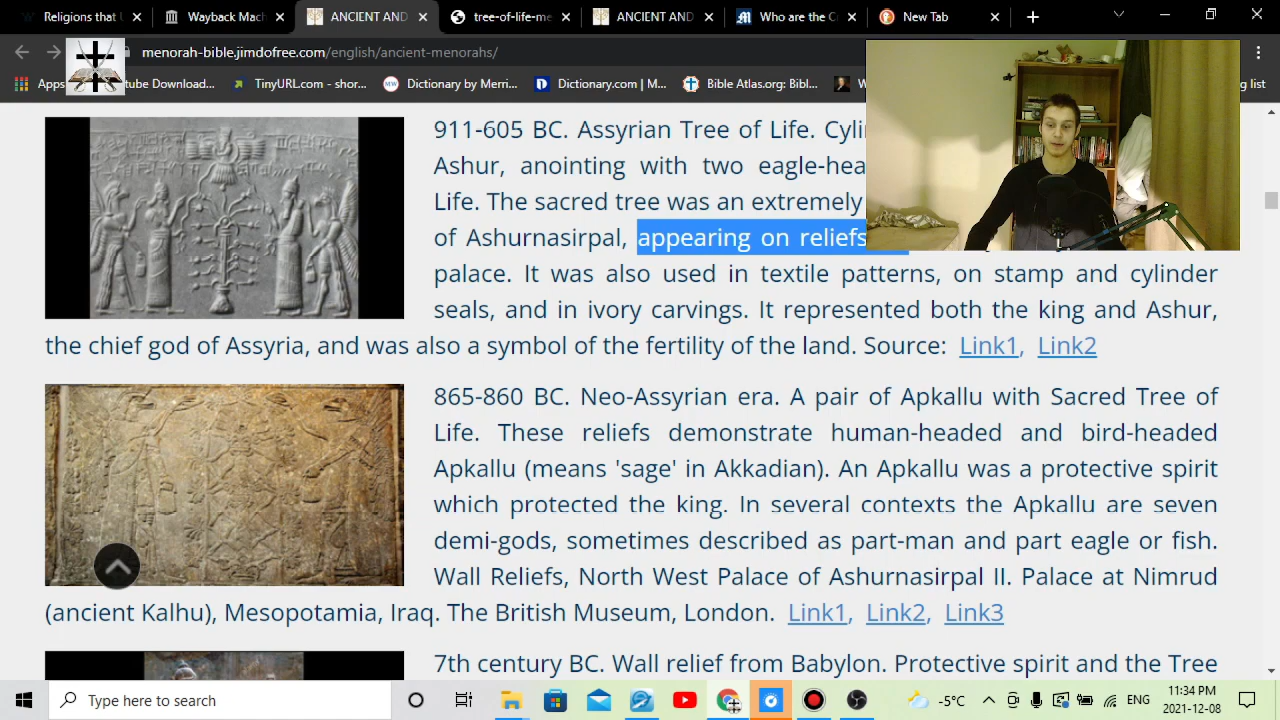 Religions that
Wayback Mach
ANCIENT AND
tree-of-life-me
ANCIENT AND
Who are the C
New Tab
menorah-bible.jimdofree.com/english/ancient-menorahs/
Apps
tube Download...
TinyURL.com - shor...
Dictionary by Merri...
Dictionary.com | M...
Bible Atlas.org: Bibl...
ng list
911-605 BC. Assyrian Tree of Life.
Ashur, anointing with two
Life. The sacred tree was an extremely
of Ashurnasirpal, appearing on reliefs
palace. It was also used in textile patterns, on stamp and cylinder
seals, and in ivory carvings. It represented both the king and Ashur,
the chief god of Assyria, and was also a symbol of the fertility of the land. Source: Link1, Link2
865-860 BC. Neo-Assyrian era. A pair of Apkallu with Sacred Tree of
Life. These reliefs demonstrate human-headed and bird-headed
Apkallu (means 'sage' in Akkadian). An Apkallu was a protective spirit
which protected the king. In several contexts the Apkallu are seven
demi-gods, sometimes described as part-man and part eagle or fish.
Wall Reliefs, North West Palace of Ashurnasirpal II. Palace at Nimrud
(ancient Kalhu), Mesopotamia, Iraq. The British Museum, London. Link1, Link2, Link3
7th century BC. Wall relief from Babylon. Protective spirit and the Tree
Type here to search
-5°C
ENG
11:34 PM
2021-12-08